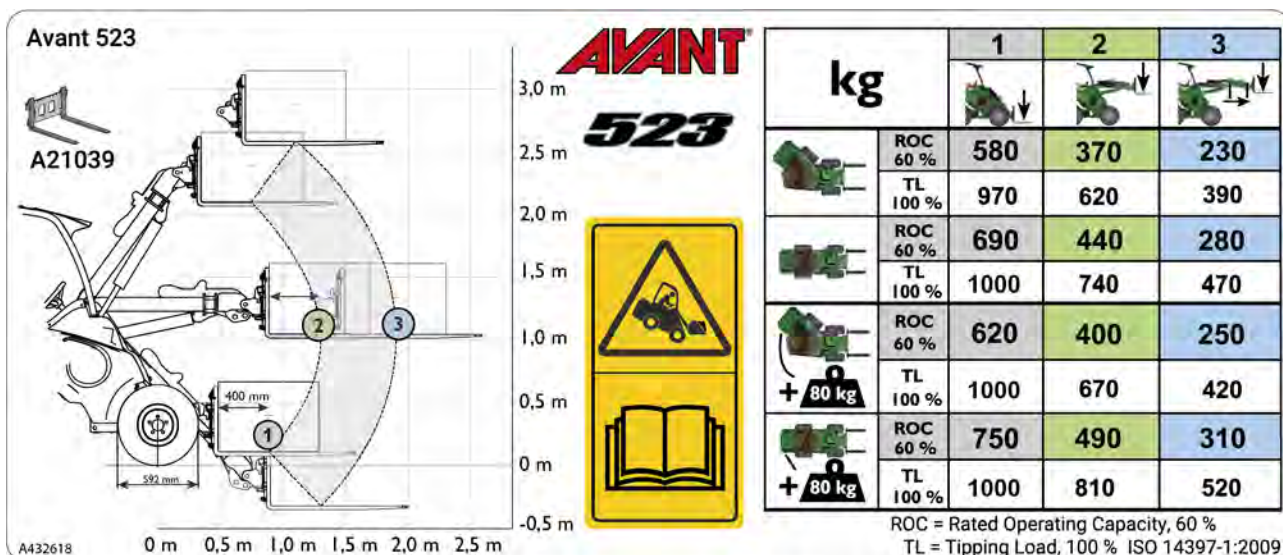 Avant 523
A21039
3,0 m
2,5 m
2,0 m
1,5 m
1,0 m
0,5 m
0 m
-0,5 m
2
3
400 mm
1
592 mm
A432618
0 m 0,5 m 1,0 m 1,5 m 2,0 m 2,5 m
AVANT
523
kg 1 2 3
ROC 60 % 580 370 230
TL 100 % 970 620 390
ROC 60 % 690 440 280
TL 100 % 1000 740 470
ROC 60 % 620 400 250
+ 80 kg TL 100 % 1000 670 420
ROC 60 % 750 490 310
+ 80 kg TL 100 % 1000 810 520
ROC = Rated Operating Capacity, 60 %
TL = Tipping Load, 100 % ISO 14397-1:2009